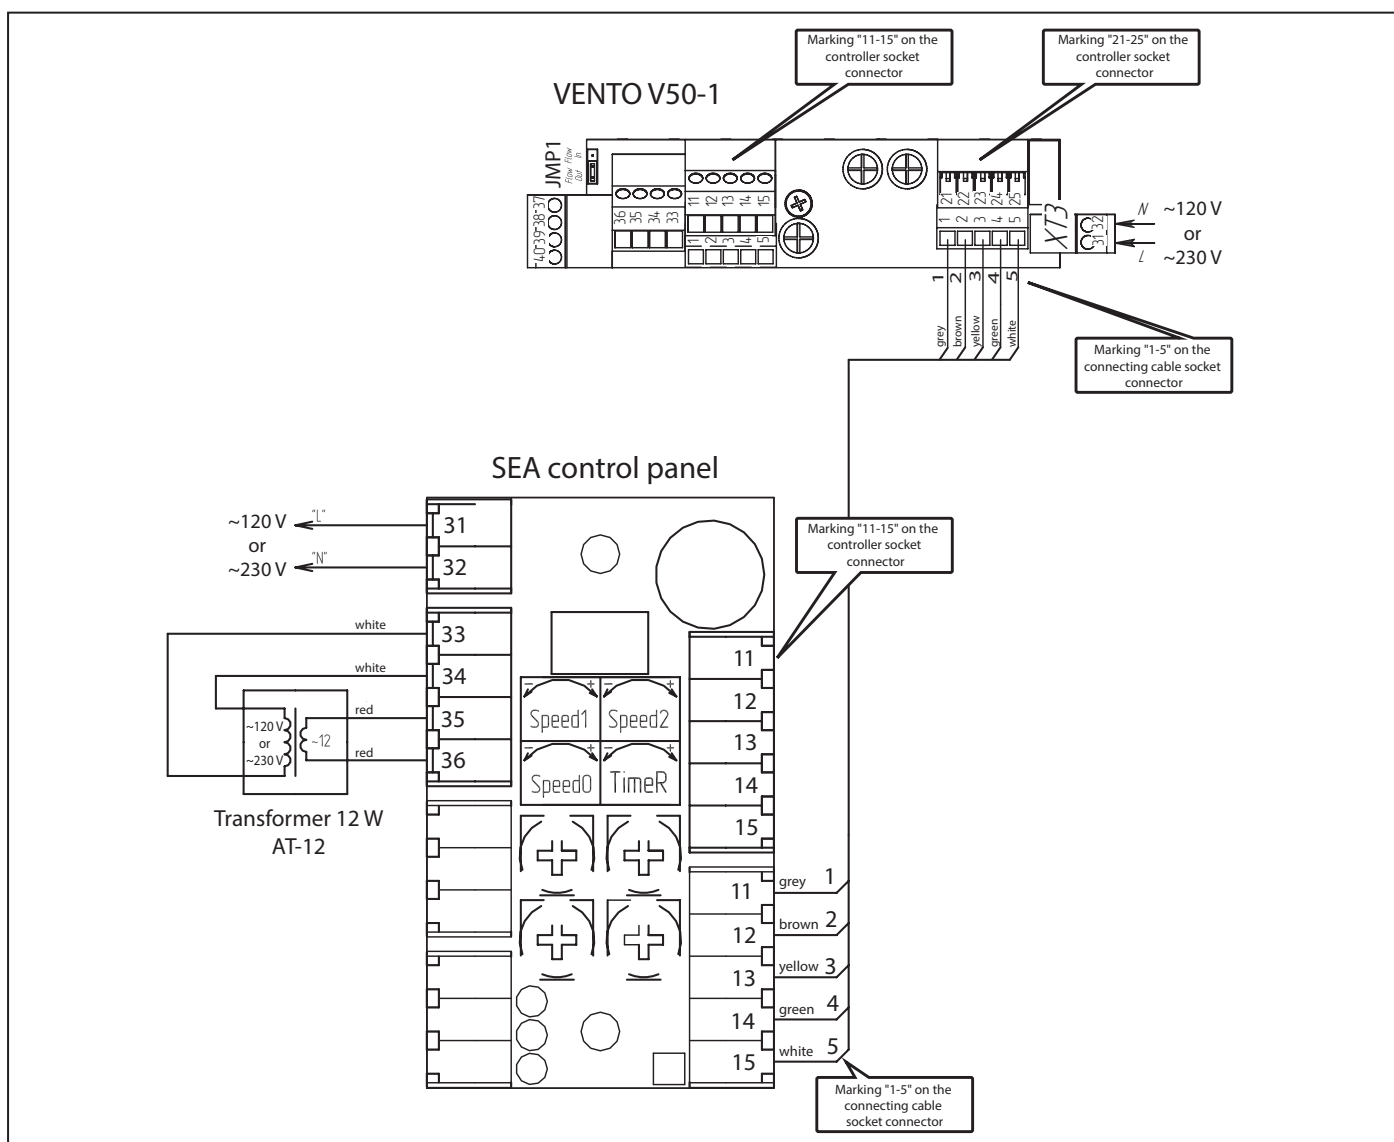 Marking "11-15" on the
controller socket
connector
Marking "21-25" on the
controller socket
connector
VENTO V50-1
JMP1
Flow Flow
Out In
40 39 38 37
36 35 34 33
11 12 13 14 15
1 2 3 4 5
21 22 23 24 25
1 2 3 4 5
XT3
31 32
N
L
~120 V
or
~230 V
1 2 3 4 5
grey
brown
yellow
green
white
Marking "1-5" on the
connecting cable socket
connector
SEA control panel
~120 V
or
~230 V
"L"
"N"
31
32
33
34
35
36
white
white
red
red
~120 V
or
~230 V
~12
Transformer 12 W
AT-12
Speed1
- +
Speed2
- +
Speed0
- +
TimeR
- +
Marking "11-15" on the
controller socket
connector
11
12
13
14
15
11
12
13
14
15
grey 1
brown 2
yellow 3
green 4
white 5
Marking "1-5" on the
connecting cable
socket connector